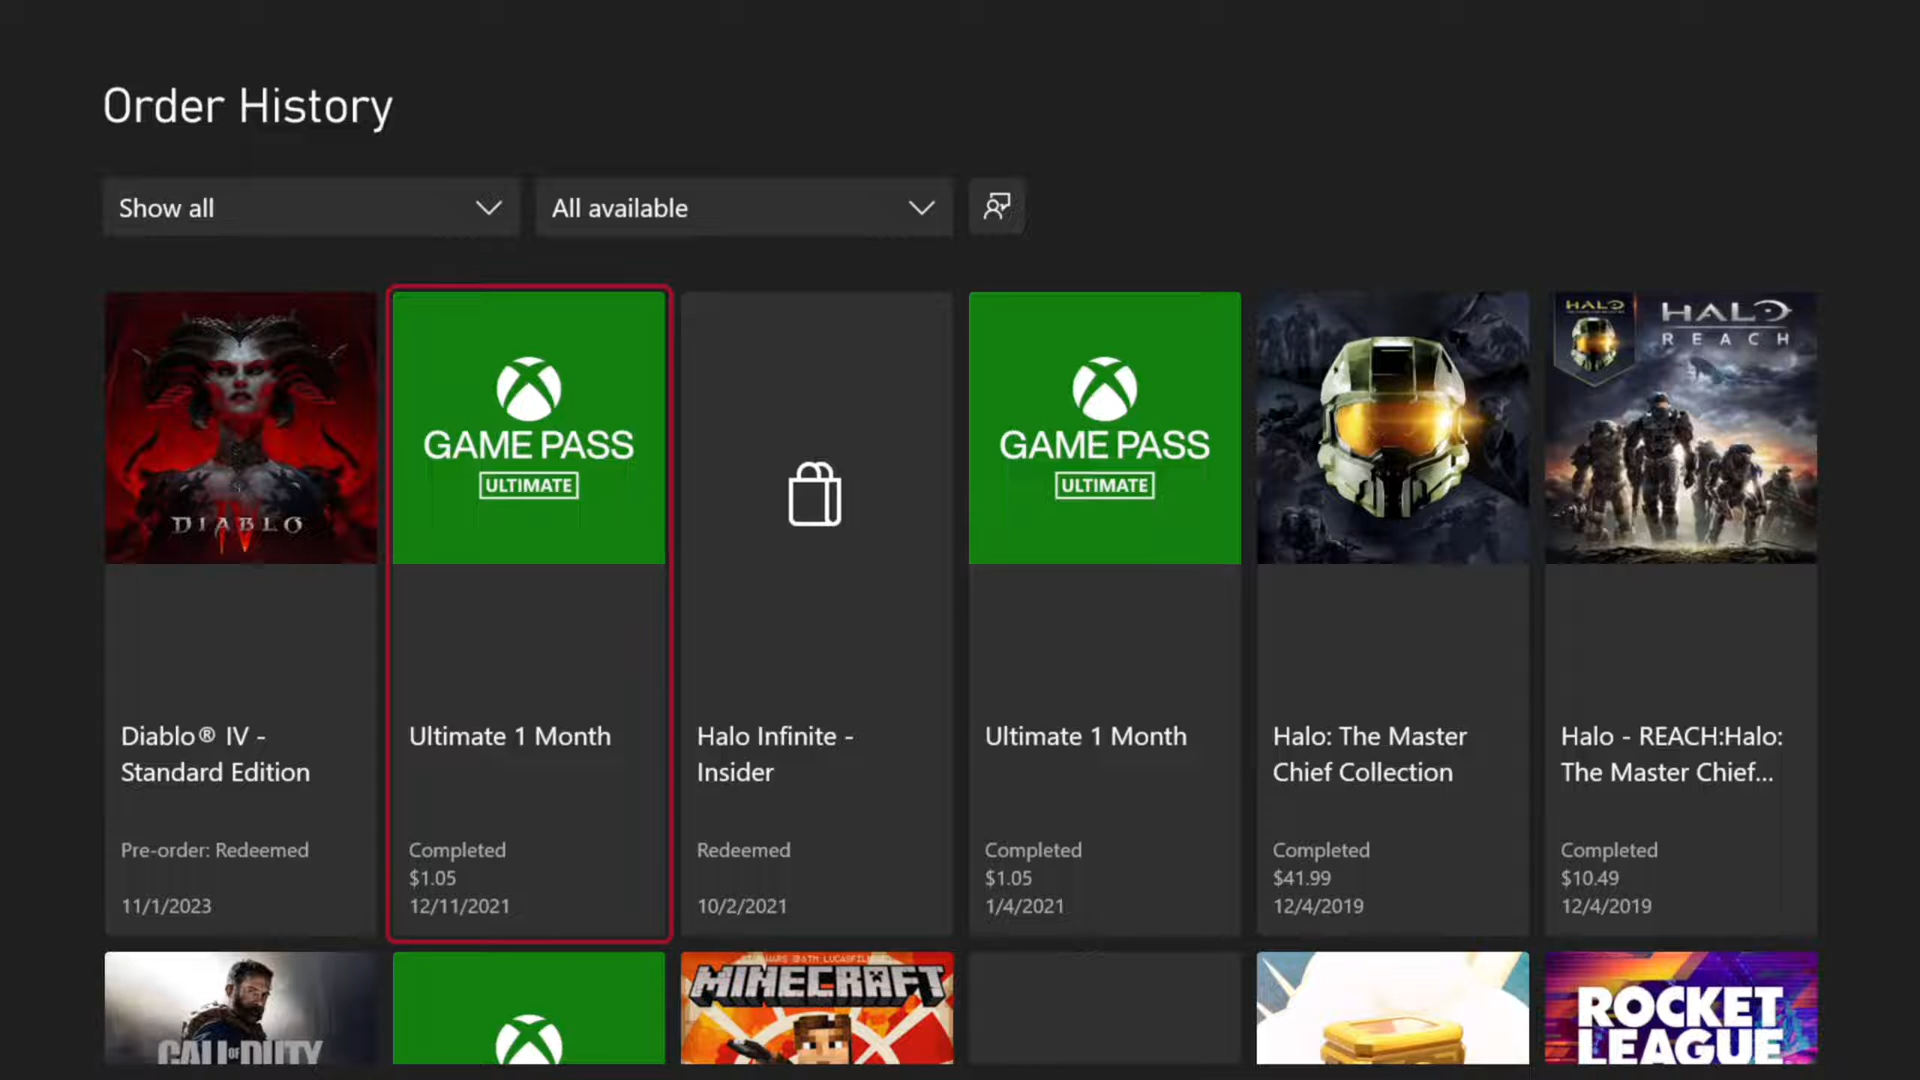 Order History
Show all
All available
DIABLO
IV
GAME PASS
ULTIMATE
GAME PASS
ULTIMATE
HALO
HALO
REACH
Diablo® IV -
Standard Edition
Ultimate 1 Month
Halo Infinite -
Insider
Ultimate 1 Month
Halo: The Master
Chief Collection
Halo - REACH:Halo:
The Master Chief...
Pre-order: Redeemed
11/1/2023
Completed
$1.05
12/11/2021
Redeemed
10/2/2021
Completed
$1.05
1/4/2021
Completed
$41.99
12/4/2019
Completed
$10.49
12/4/2019
CALL OF DUTY
MINECRAFT
ROCKET
LEAGUE